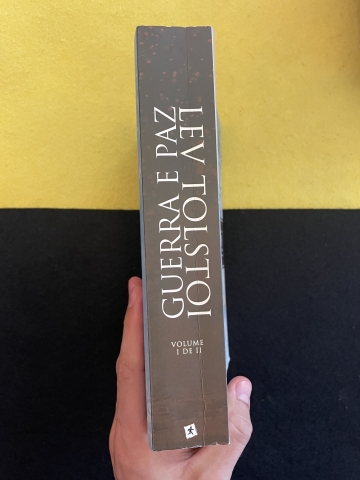 LEV TOLSTOI
GUERRA E PAZ
VOLUME
I DE II